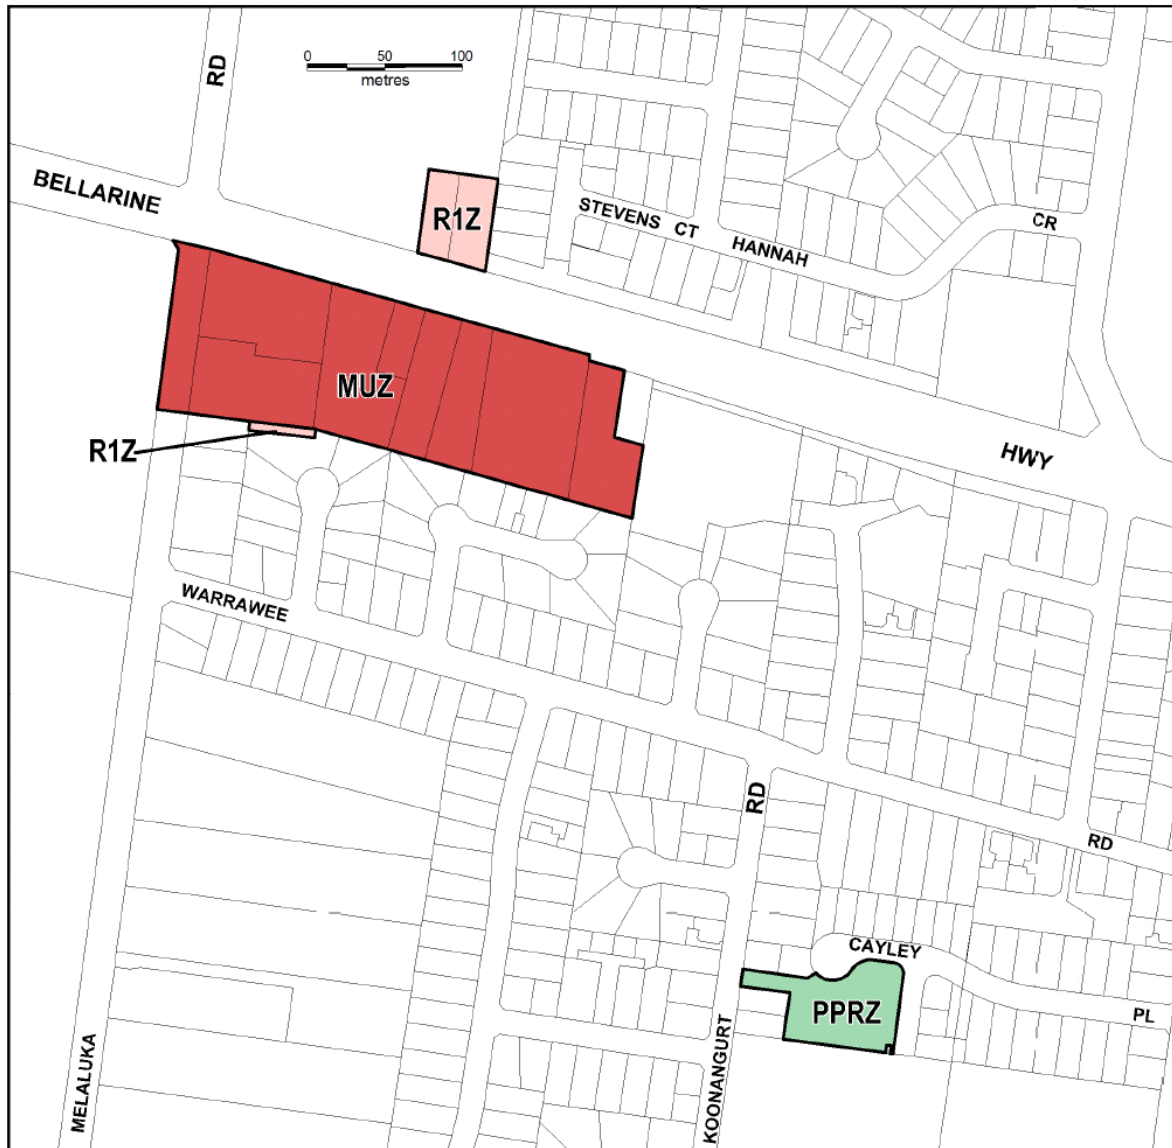 0 50 100
metres
RD
BELLARINE
R1Z
STEVENS CT
HANNAH
CR
MUZ
R1Z
HWY
WARRAWEE
RD
RD
CAYLEY
PPRZ
PL
MELALUKA
KOONANGURT